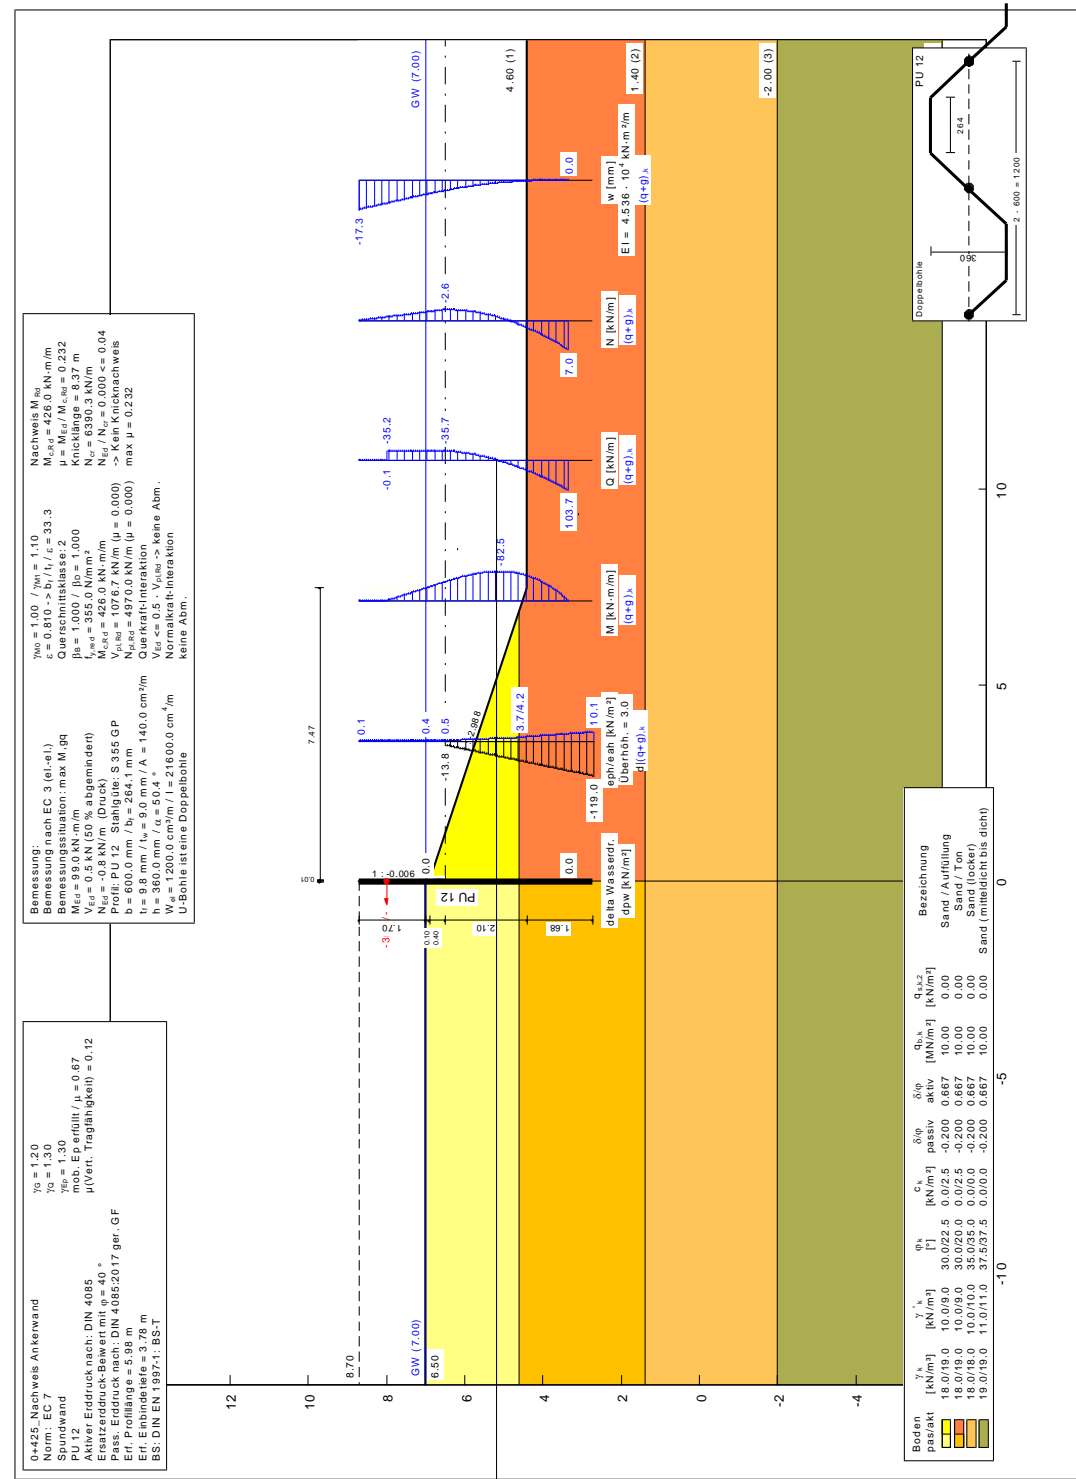 0+425_Nachweis Ankerwand
Norm: EC 7
Spundwand
PU 12
Aktiver Erddruck nach: DIN 4085
Ersatzerddruck-Beiwert mit φ = 40 °
Pass. Erddruck nach: DIN 4085:2017 ger. GF
Erf. Profillänge = 5.98 m
Erf. Einbindetiefe = 3.78 m
BS: DIN EN 1997-1: BS-T
γG = 1.20
γQ = 1.30
γEp = 1.30
mob. Ep erfüllt / μ = 0.67
μ(Vert. Tragfähigkeit) = 0.12
Bemessung:
Bemessung nach EC 3 (el.-el.)
Bemessungssituation: max M,gq
MEd = 99.0 kN·m/m
VEd = 0.5 kN (50 % abgemindert)
NEd = -0.8 kN/m (Druck)
Profil: PU 12   Stahlgüte: S 355 GP
b = 600.0 mm / bf = 264.1 mm
tf = 9.8 mm / tw = 9.0 mm / A = 140.0 cm²/m
h = 360.0 mm / α = 50.4 °
Wel = 1200.0 cm³/m / I = 21600.0 cm⁴/m
U-Bohle ist eine Doppelbohle
γM0 = 1.00 / γM1 = 1.10
ε = 0.810 -> bf / tf / ε = 33.3
Querschnittsklasse: 2
βB = 1.000 / βD = 1.000
fy,red = 355.0 N/mm²
Mc,Rd = 426.0 kN·m/m
Vpl,Rd = 1076.7 kN/m (μ = 0.000)
Npl,Rd = 4970.0 kN/m (μ = 0.000)
Querkraft-Interaktion
VEd <= 0.5 · Vpl,Rd -> keine Abm.
Normalkraft-Interaktion
keine Abm.
Nachweis MRd
Mc,Rd = 426.0 kN·m/m
μ = MEd / Mc,Rd = 0.232
Knicklänge = 8.37 m
Ncr = 6390.3 kN/m
NEd / Ncr = 0.000 <= 0.04
-> Kein Knicknachweis
max μ = 0.232
8.70
GW (7.00)
6.50
GW (7.00)
4.60 (1)
1.40 (2)
-2.00 (3)
12
10
8
6
4
2
0
-2
-4
-10
-5
0
5
10
7.47
0.01
1.70
0.10
0.40
2.10
1.68
PU 12
0.0
0.0
delta Wasserdr.
dpw [kN/m²]
0.1
0.4
0.5
3.7/4.2
10.1
-13.8
-119.0
eph/eah [kN/m²]
Überhöh. = 3.0
(q+g),k
-82.5
M [kN·m/m]
(q+g),k
-0.1
-35.2
-35.7
103.7
Q [kN/m]
(q+g),k
-2.6
7.0
N [kN/m]
(q+g),k
-17.3
0.0
w [mm]
EI = 4.536 · 10⁴ kN·m²/m
(q+g),k
Doppelbohle
PU 12
360
264
2 · 600 = 1200
Boden pas/akt γk [kN/m³] γ'k [kN/m³] φk [°] ck [kN/m²] δ/φ passiv δ/φ aktiv qb,k [MN/m²] qs,k,2 [kN/m²] Bezeichnung
18.0/19.0 10.0/9.0 30.0/22.5 0.0/2.5 -0.200 0.667 10.00 0.00 Sand / Auffüllung
18.0/19.0 10.0/9.0 30.0/20.0 0.0/2.5 -0.200 0.667 10.00 0.00 Sand / Ton
18.0/18.0 10.0/10.0 35.0/35.0 0.0/0.0 -0.200 0.667 10.00 0.00 Sand (locker)
19.0/19.0 11.0/11.0 37.5/37.5 0.0/0.0 -0.200 0.667 10.00 0.00 Sand (mitteldicht bis dicht)